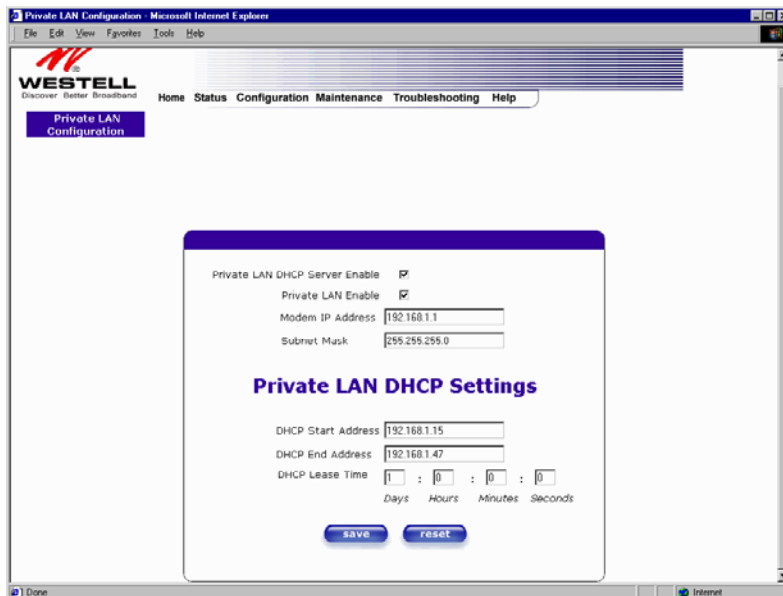 Private LAN Configuration - Microsoft Internet Explorer
File Edit View Favorites Tools Help
WESTELL
Discover Better Broadband
Home Status Configuration Maintenance Troubleshooting Help
Private LAN
Configuration
Private LAN DHCP Server Enable
Private LAN Enable
Modem IP Address 192.168.1.1
Subnet Mask 255.255.255.0
Private LAN DHCP Settings
DHCP Start Address 192.168.1.15
DHCP End Address 192.168.1.47
DHCP Lease Time 1 : 0 : 0 : 0
Days Hours Minutes Seconds
save reset
Done Internet